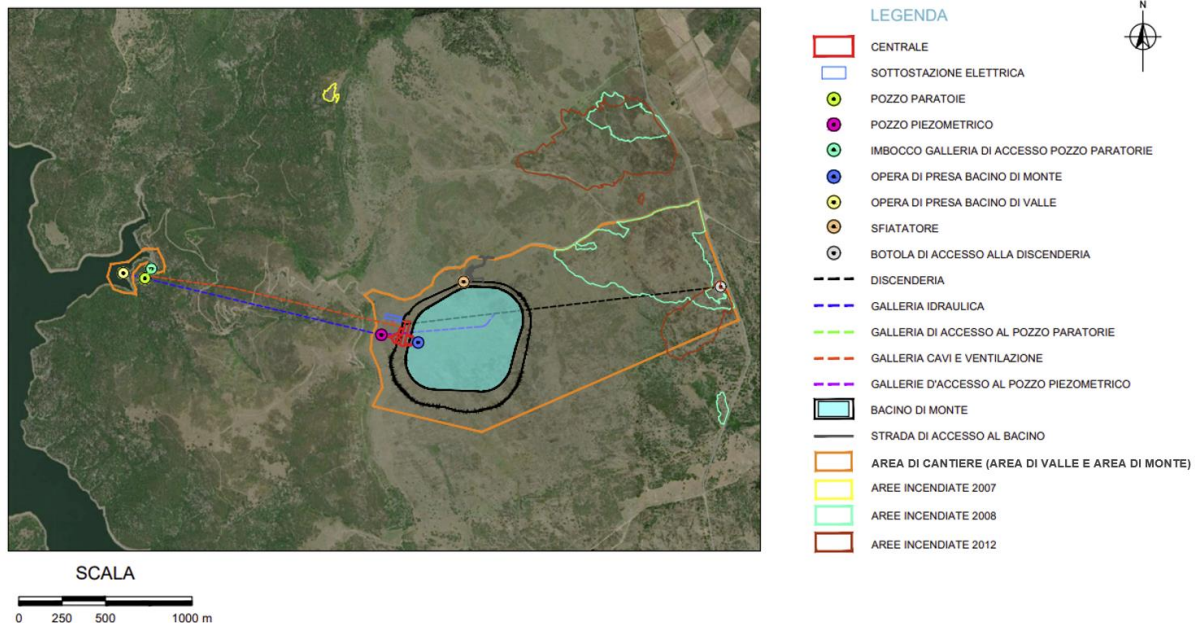 LEGENDA
N
CENTRALE
SOTTOSTAZIONE ELETTRICA
POZZO PARATOIE
POZZO PIEZOMETRICO
IMBOCCO GALLERIA DI ACCESSO POZZO PARATORIE
OPERA DI PRESA BACINO DI MONTE
OPERA DI PRESA BACINO DI VALLE
SFIATATORE
BOTOLA DI ACCESSO ALLA DISCENDERIA
DISCENDERIA
GALLERIA IDRAULICA
GALLERIA DI ACCESSO AL POZZO PARATORIE
GALLERIA CAVI E VENTILAZIONE
GALLERIE D'ACCESSO AL POZZO PIEZOMETRICO
BACINO DI MONTE
STRADA DI ACCESSO AL BACINO
AREA DI CANTIERE (AREA DI VALLE E AREA DI MONTE)
AREE INCENDIATE 2007
AREE INCENDIATE 2008
AREE INCENDIATE 2012
SCALA
0 250 500 1000 m